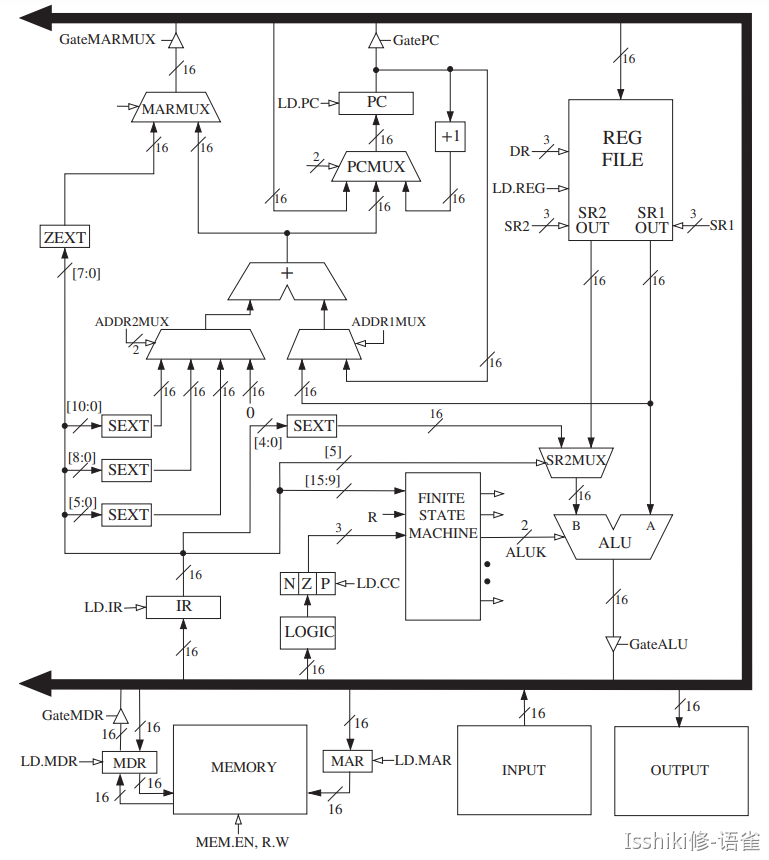 GateMARMUX
GatePC
16
16
MARMUX
LD.PC
PC
+1
REG
FILE
DR
3
LD.REG
SR2
3
SR2
OUT
SR1
OUT
3
SR1
16
16
16
2
PCMUX
16
16
16
ZEXT
[7:0]
+
16
16
ADDR2MUX
2
ADDR1MUX
16
16
16
16
16
16
0
[10:0]
SEXT
[8:0]
SEXT
[5:0]
SEXT
[4:0]
SEXT
16
[5]
SR2MUX
[15:9]
FINITE
STATE
MACHINE
R
3
16
2
ALUK
B
A
ALU
16
N Z P
LD.CC
LD.IR
IR
LOGIC
16
GateALU
16
16
GateMDR
16
16
16
16
16
LD.MDR
MDR
MEMORY
MAR
LD.MAR
INPUT
OUTPUT
16
16
16
MEM.EN, R.W
Isshiki修-语雀